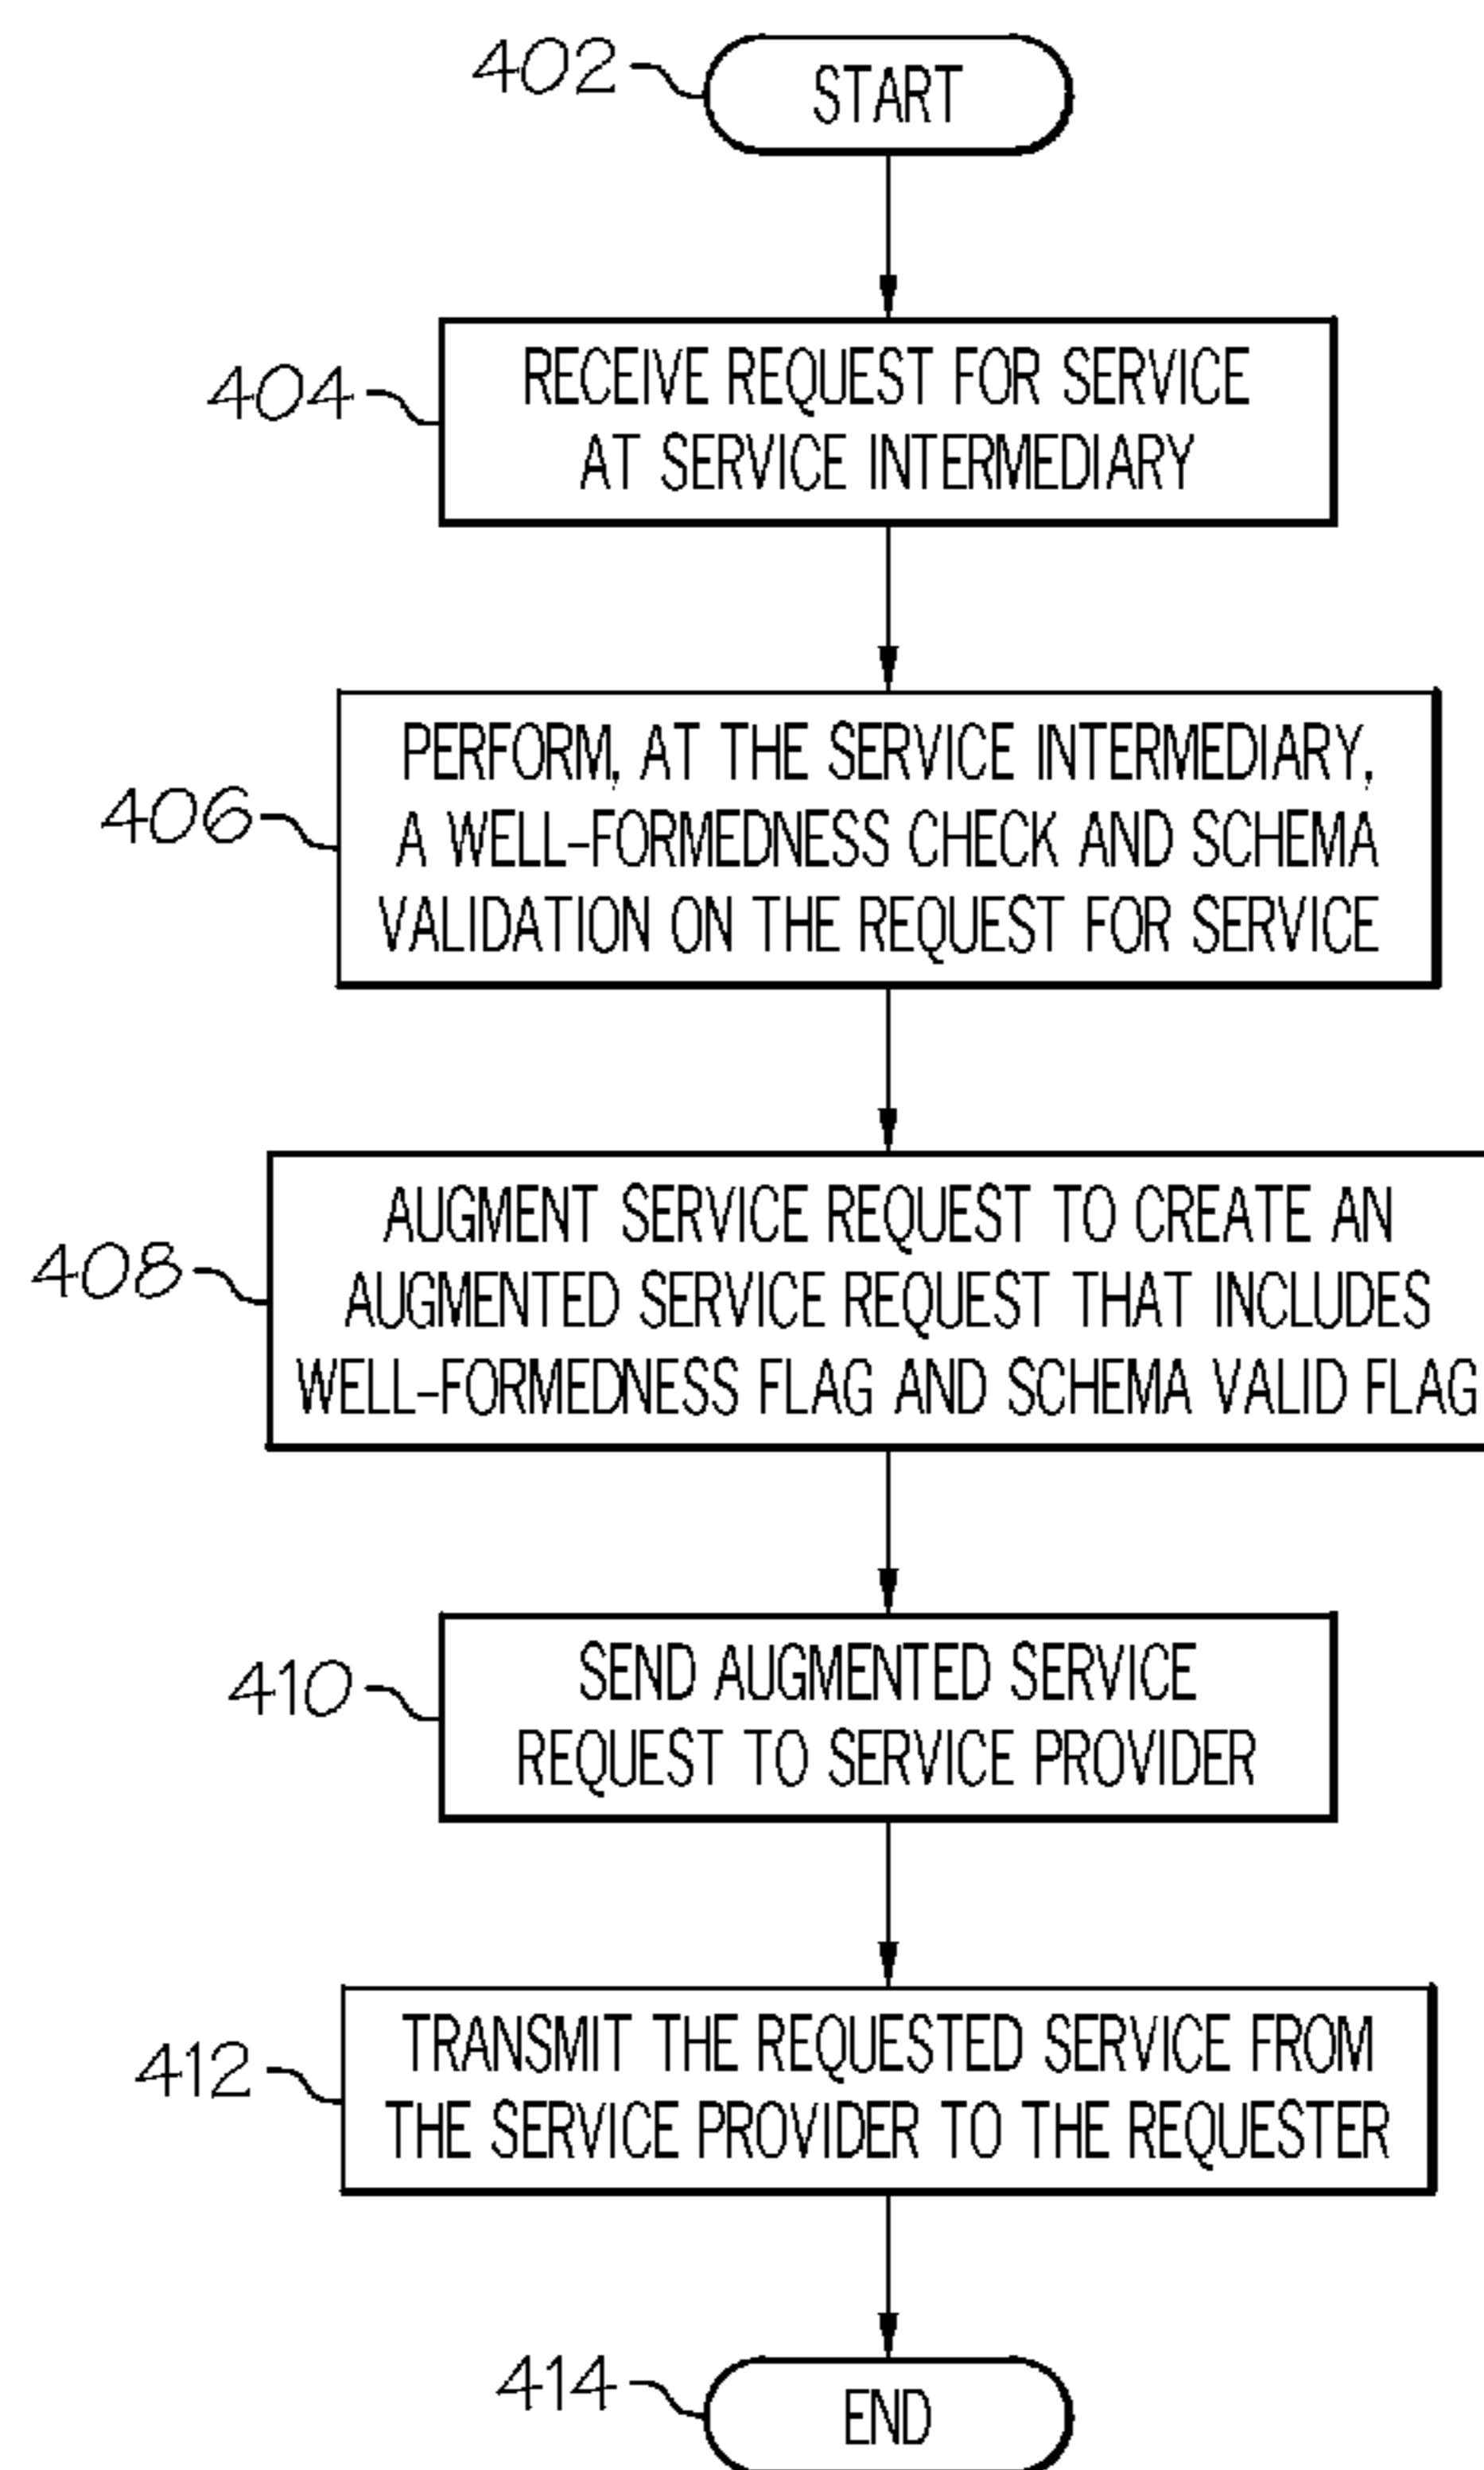 402
START
404
RECEIVE REQUEST FOR SERVICE
AT SERVICE INTERMEDIARY
406
PERFORM, AT THE SERVICE INTERMEDIARY,
A WELL-FORMEDNESS CHECK AND SCHEMA
VALIDATION ON THE REQUEST FOR SERVICE
408
AUGMENT SERVICE REQUEST TO CREATE AN
AUGMENTED SERVICE REQUEST THAT INCLUDES
WELL-FORMEDNESS FLAG AND SCHEMA VALID FLAG
410
SEND AUGMENTED SERVICE
REQUEST TO SERVICE PROVIDER
412
TRANSMIT THE REQUESTED SERVICE FROM
THE SERVICE PROVIDER TO THE REQUESTER
414
END